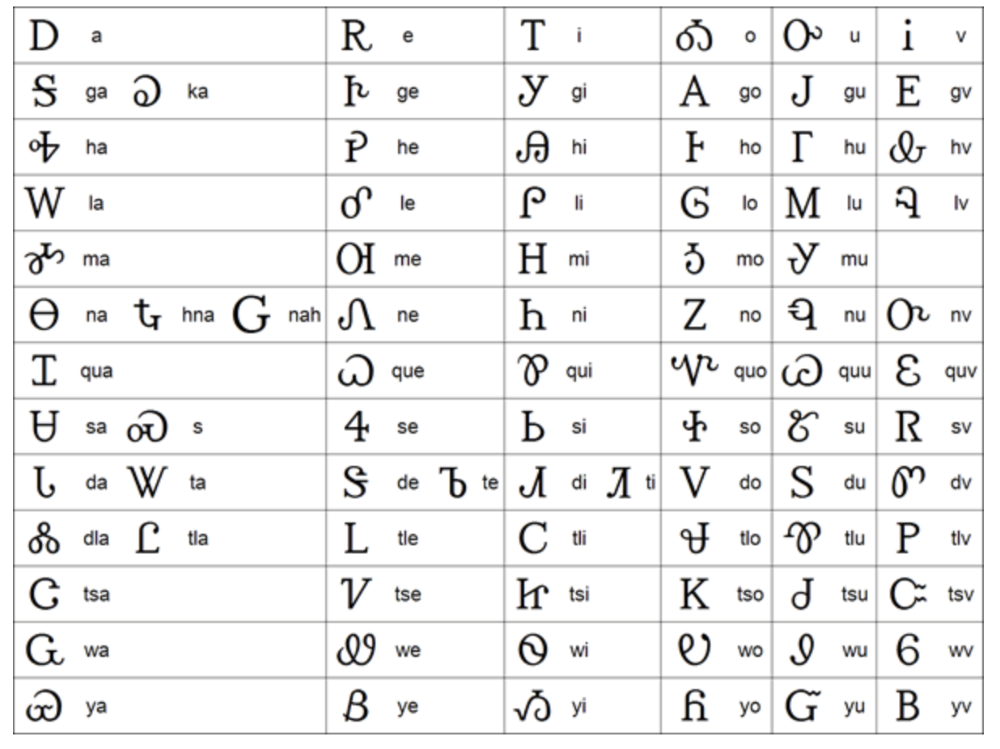 Ꭰ a Ꭱ e Ꭲ i Ꭳ o Ꭴ u Ꭵ v
Ꭶ ga Ꭷ ka Ꭸ ge Ꭹ gi Ꭺ go Ꭻ gu Ꭼ gv
Ꭽ ha Ꭾ he Ꭿ hi Ꮀ ho Ꮁ hu Ꮂ hv
Ꮃ la Ꮄ le Ꮅ li Ꮆ lo Ꮇ lu Ꮈ lv
Ꮉ ma Ꮊ me Ꮋ mi Ꮌ mo Ꮍ mu
Ꮎ na Ꮏ hna Ꮐ nah Ꮑ ne Ꮒ ni Ꮓ no Ꮔ nu Ꮕ nv
Ꮖ qua Ꮗ que Ꮘ qui Ꮙ quo Ꮚ quu Ꮛ quv
Ꮜ sa Ꮝ s Ꮞ se Ꮟ si Ꮠ so Ꮡ su Ꮢ sv
Ꮣ da Ꮤ ta Ꮥ de Ꮦ te Ꮧ di Ꮨ ti Ꮩ do Ꮪ du Ꮫ dv
Ꮬ dla Ꮭ tla Ꮮ tle Ꮯ tli Ꮰ tlo Ꮱ tlu Ꮲ tlv
Ꮳ tsa Ꮴ tse Ꮵ tsi Ꮶ tso Ꮷ tsu Ꮸ tsv
Ꮹ wa Ꮺ we Ꮻ wi Ꮼ wo Ꮽ wu Ꮾ wv
Ꮿ ya Ᏸ ye Ᏹ yi Ᏺ yo Ᏻ yu Ᏼ yv